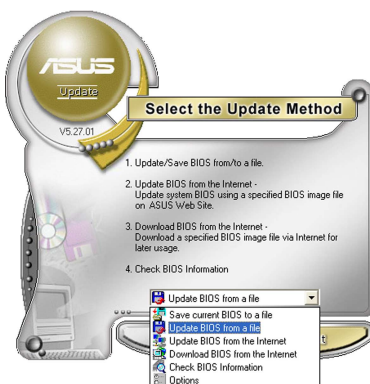 ASUS
Update
V5.27.01
Select the Update Method
1. Update/Save BIOS from/to a file.
2. Update BIOS from the Internet -
Update system BIOS using a specified BIOS image file
on ASUS Web Site.
3. Download BIOS from the Internet -
Download a specified BIOS image file via Internet for
later usage.
4. Check BIOS Information
Update BIOS from a file
Save current BIOS to a file
Update BIOS from a file
Update BIOS from the Internet
Download BIOS from the Internet
Check BIOS Information
Options